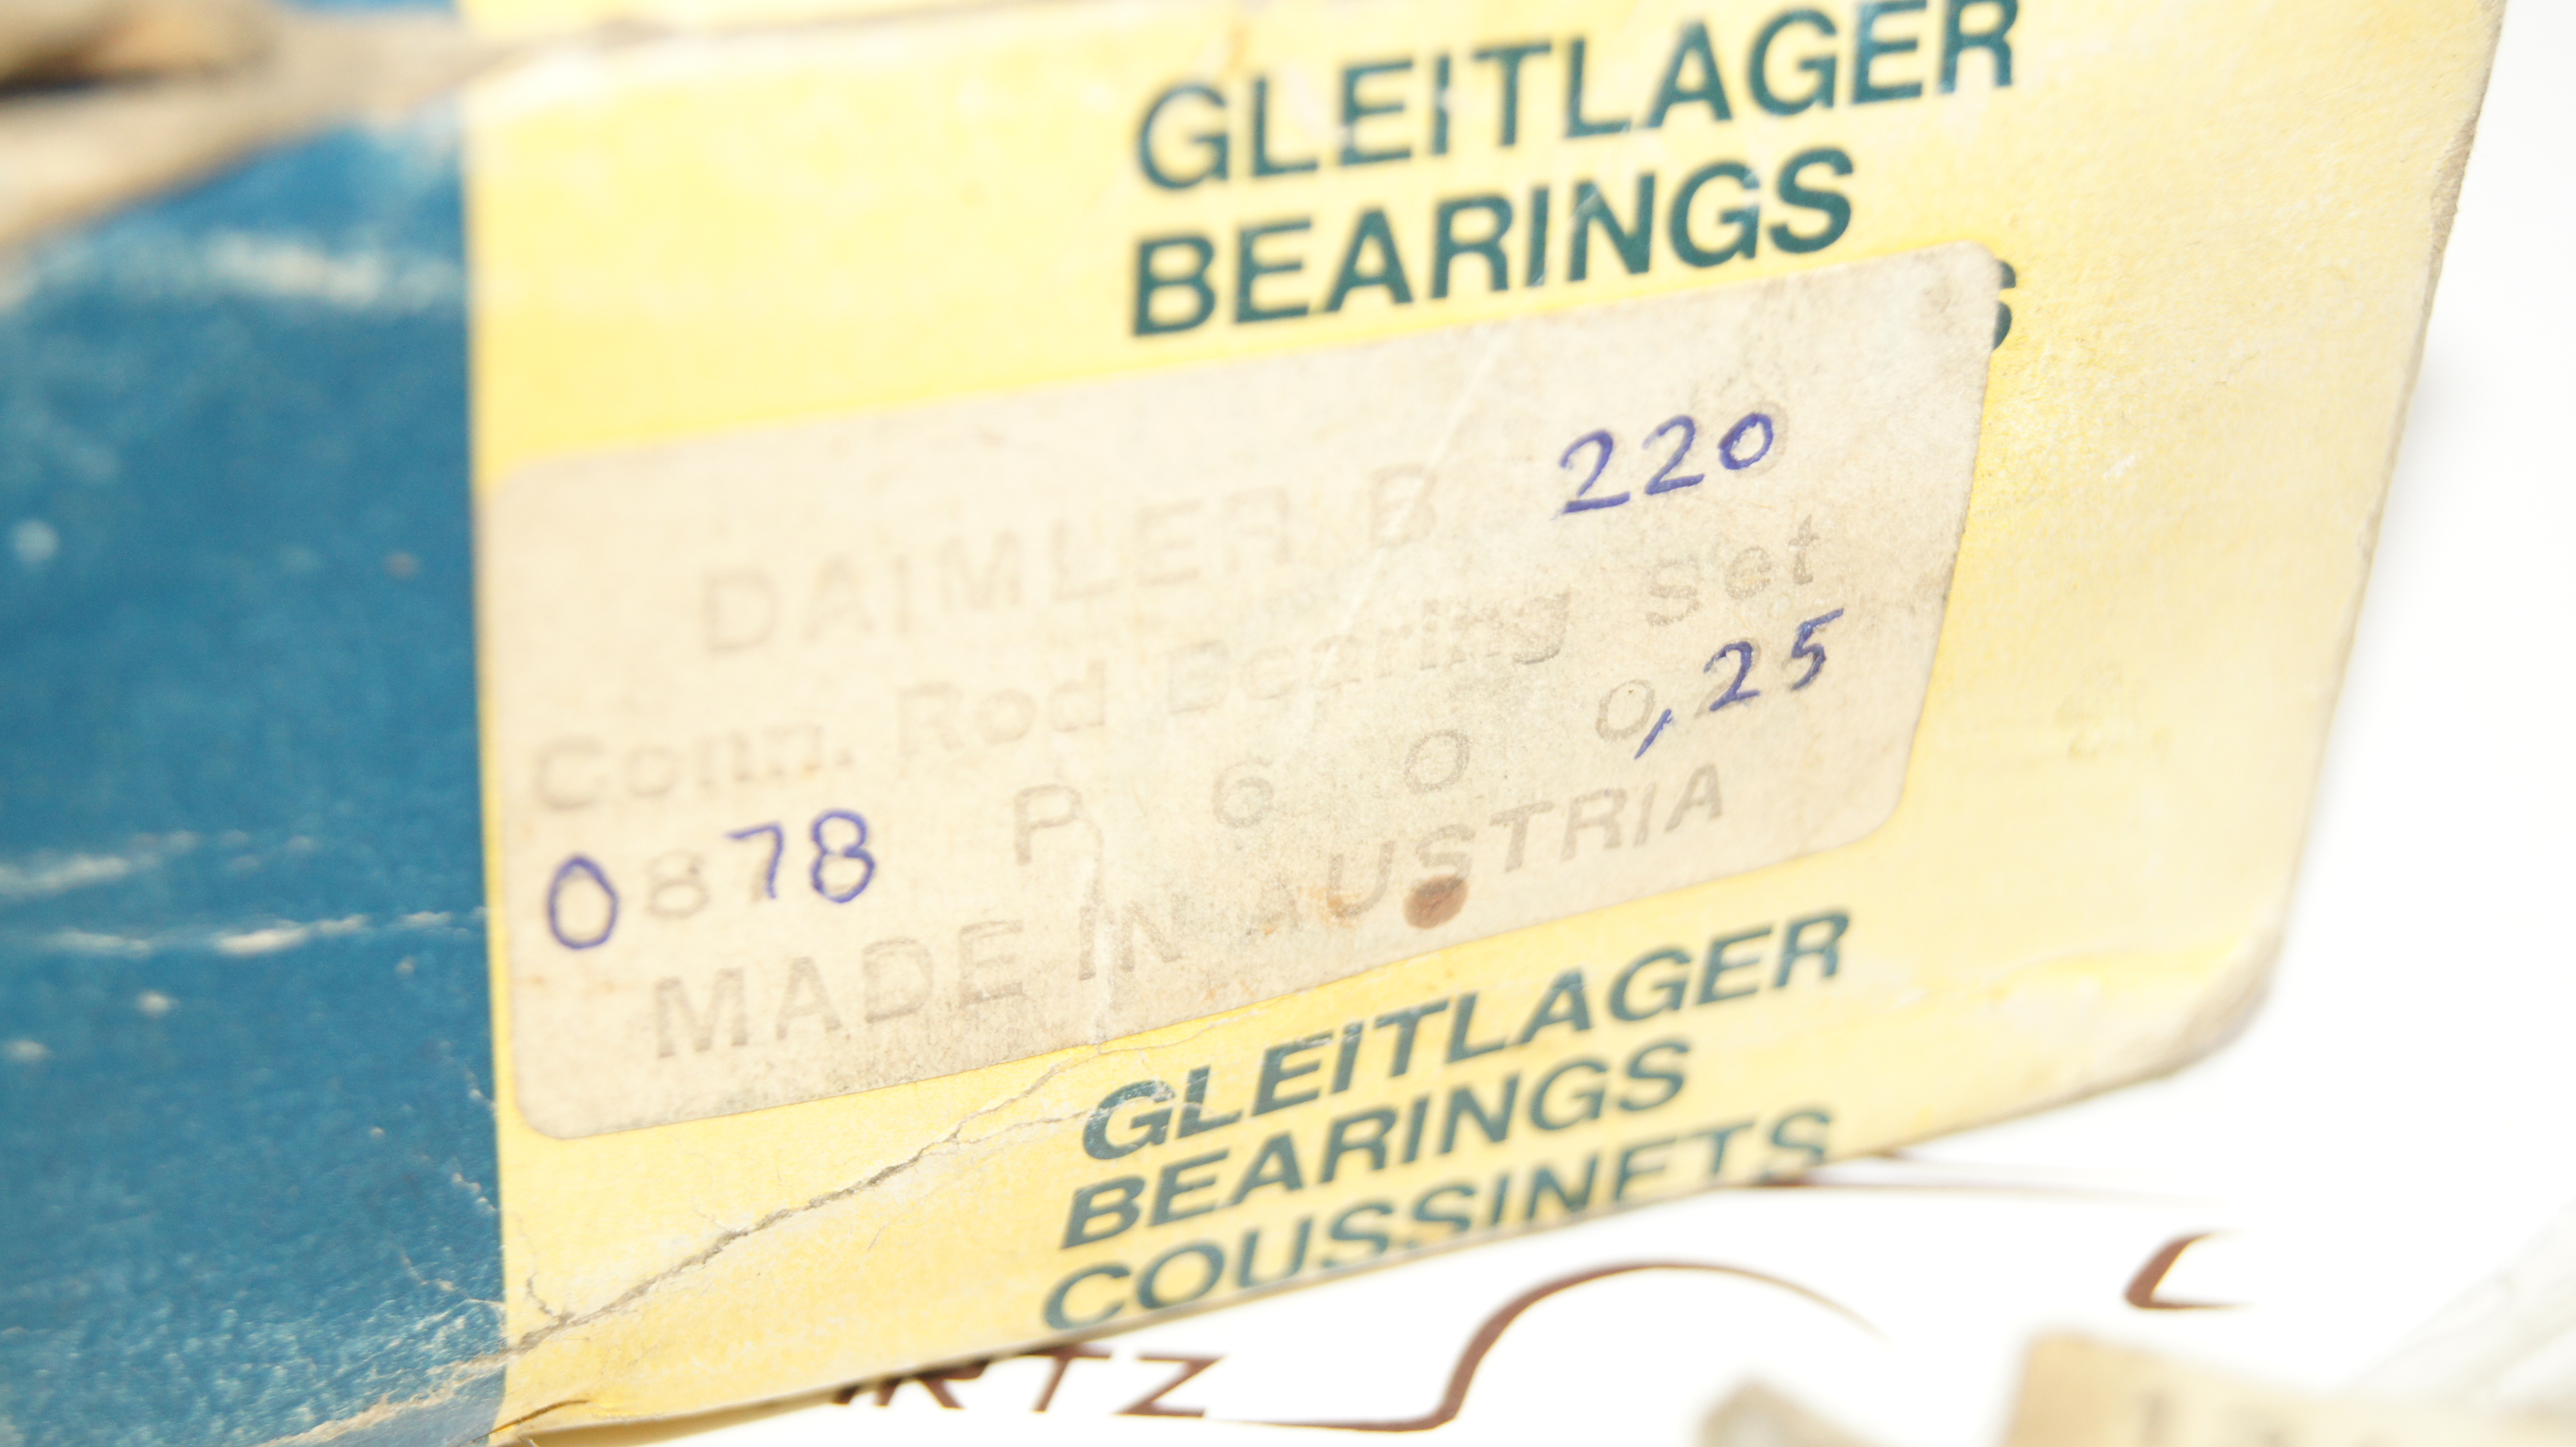 GLEITLAGER
BEARINGS
S
DAIMLER B 220
Conn. Rod Bearing Set
0878 P 6 0 0,25
MADE IN AUSTRIA
GLEITLAGER
BEARINGS
COUSSINETS
RTZ